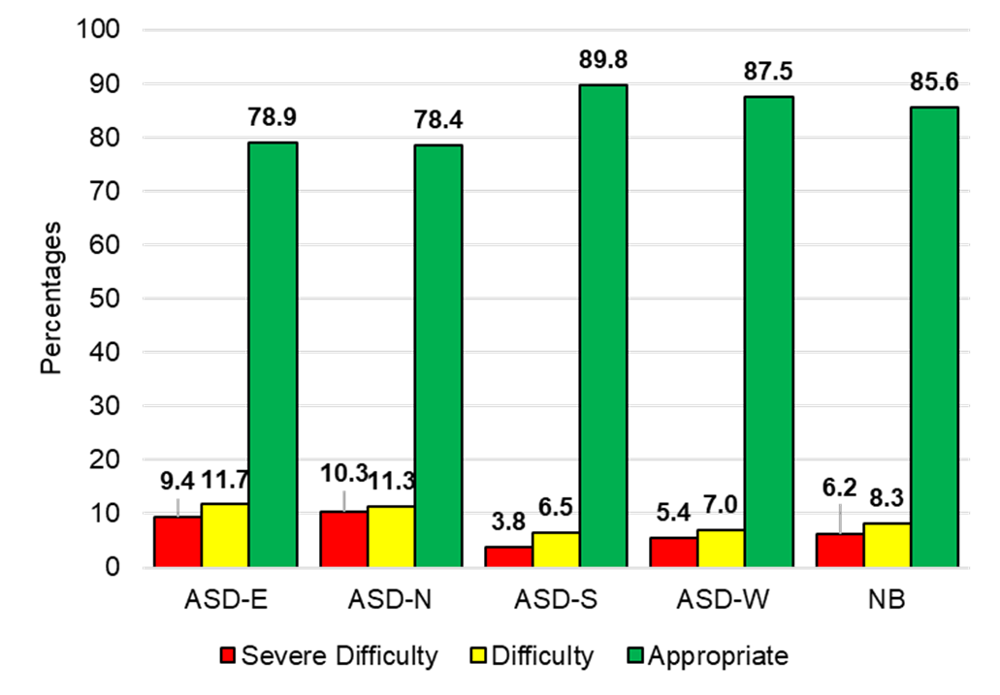 Percentages
100
90
80
70
60
50
40
30
20
10
0
9.4 11.7 78.9
10.3 11.3 78.4
3.8 6.5 89.8
5.4 7.0 87.5
6.2 8.3 85.6
ASD-E ASD-N ASD-S ASD-W NB
Severe Difficulty Difficulty Appropriate